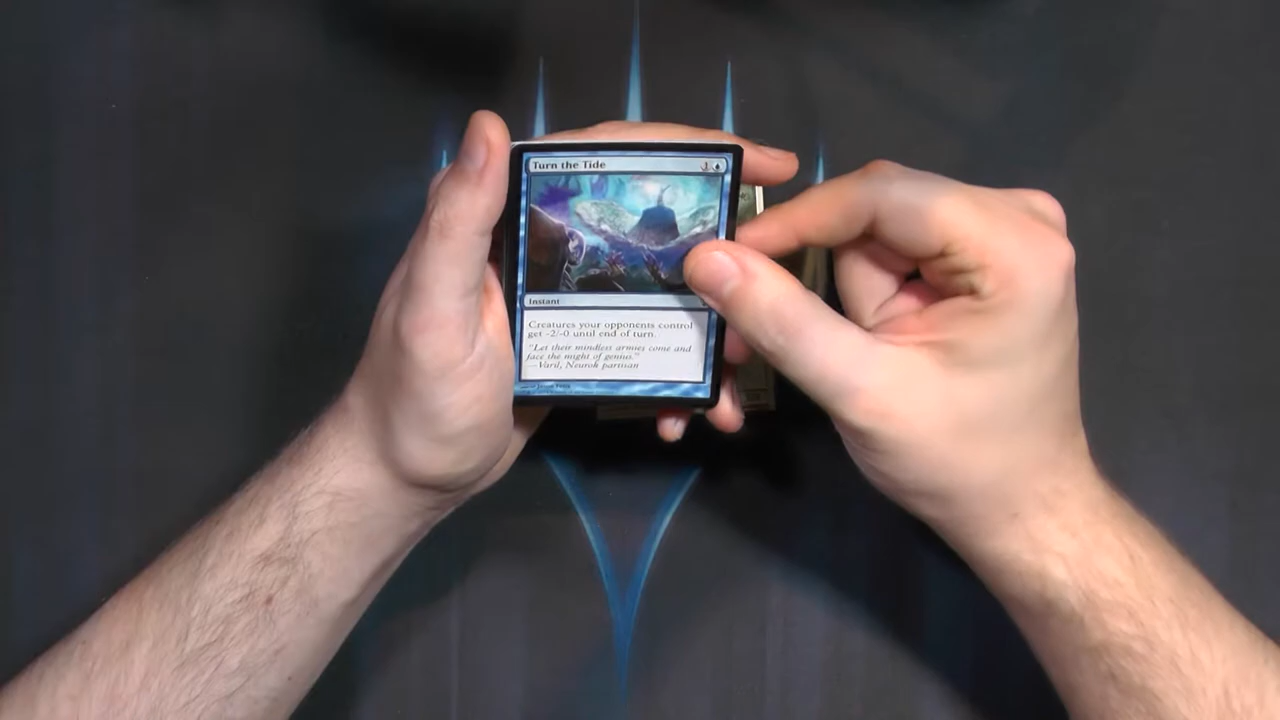 Turn the Tide
1
Instant
Creatures your opponents control
get -2/-0 until end of turn.
"Let their mindless armies come and
face the might of genius."
—Varil, Neurok partisan